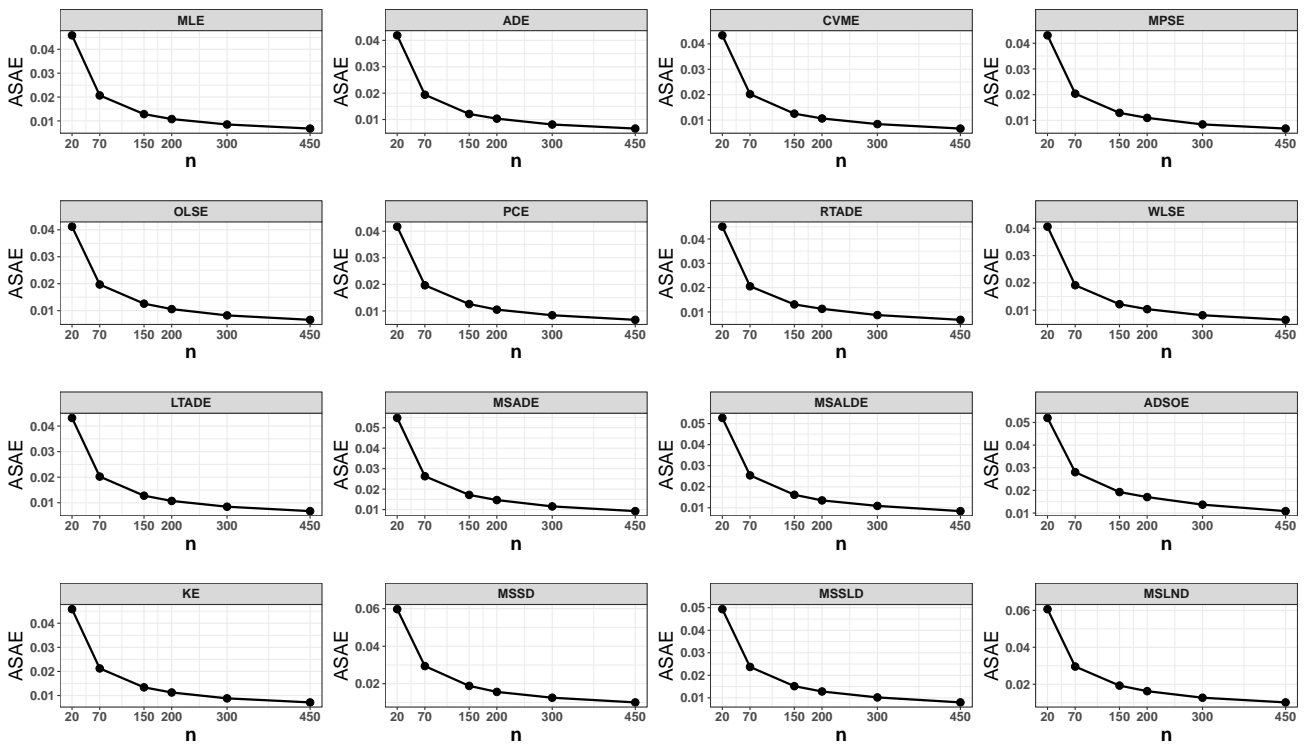 MLE ADE CVME MPSE
0.04 0.04 0.04 0.04
0.03 0.03 0.03 0.03
0.02 0.02 0.02 0.02
0.01 0.01 0.01 0.01
ASAE ASAE ASAE ASAE
20 70 150 200 300 450 20 70 150 200 300 450 20 70 150 200 300 450 20 70 150 200 300 450
n n n n
OLSE PCE RTADE WLSE
0.04 0.04 0.04 0.04
0.03 0.03 0.03 0.03
0.02 0.02 0.02 0.02
0.01 0.01 0.01 0.01
ASAE ASAE ASAE ASAE
20 70 150 200 300 450 20 70 150 200 300 450 20 70 150 200 300 450 20 70 150 200 300 450
n n n n
LTADE MSADE MSALDE ADSOE
0.04 0.05 0.05 0.05
0.03 0.04 0.04 0.04
0.02 0.03 0.03 0.03
0.01 0.02 0.02 0.02
0.01 0.01 0.01
ASAE ASAE ASAE ASAE
20 70 150 200 300 450 20 70 150 200 300 450 20 70 150 200 300 450 20 70 150 200 300 450
n n n n
KE MSSD MSSLD MSLND
0.04 0.06 0.05 0.06
0.03 0.04 0.04 0.04
0.02 0.02 0.03 0.02
0.01 0.02
0.01
ASAE ASAE ASAE ASAE
20 70 150 200 300 450 20 70 150 200 300 450 20 70 150 200 300 450 20 70 150 200 300 450
n n n n